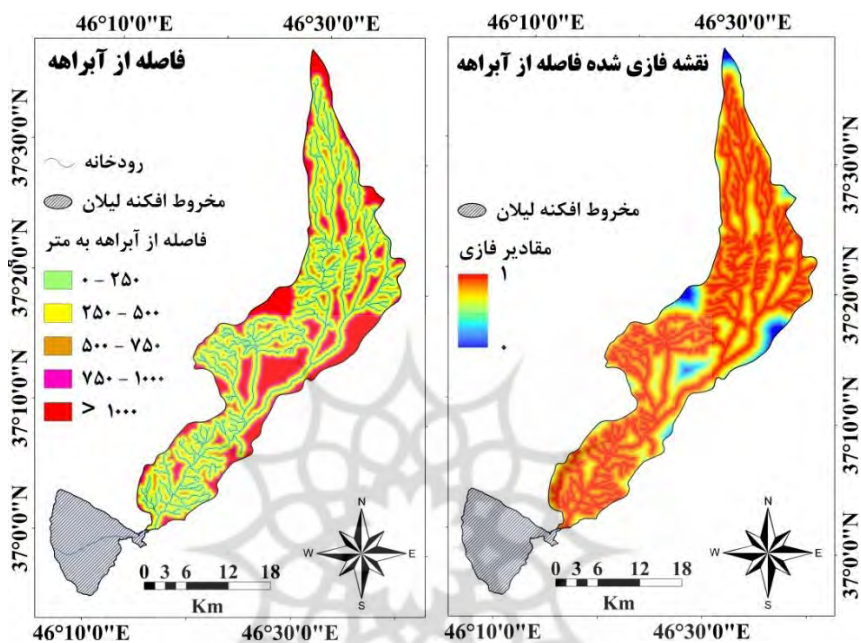 46°10'0"E 46°30'0"E
فاصله از آبراهه
37°30'0"N
37°20'0"N
37°10'0"N
37°0'0"N
رودخانه
مخروط افکنه لیلان
فاصله از آبراهه به متر
۰ - ۲۵۰
۲۵۰ - ۵۰۰
۵۰۰ - ۷۵۰
۷۵۰ - ۱۰۰۰
> ۱۰۰۰
N
W E
S
0 3 6 12 18
Km
46°10'0"E 46°30'0"E
46°10'0"E 46°30'0"E
نقشه فازی شده فاصله از آبراهه
مخروط افکنه لیلان
مقادیر فازی
۱
۰
37°30'0"N
37°20'0"N
37°10'0"N
37°0'0"N
N
W E
S
0 3 6 12 18
Km
46°10'0"E 46°30'0"E